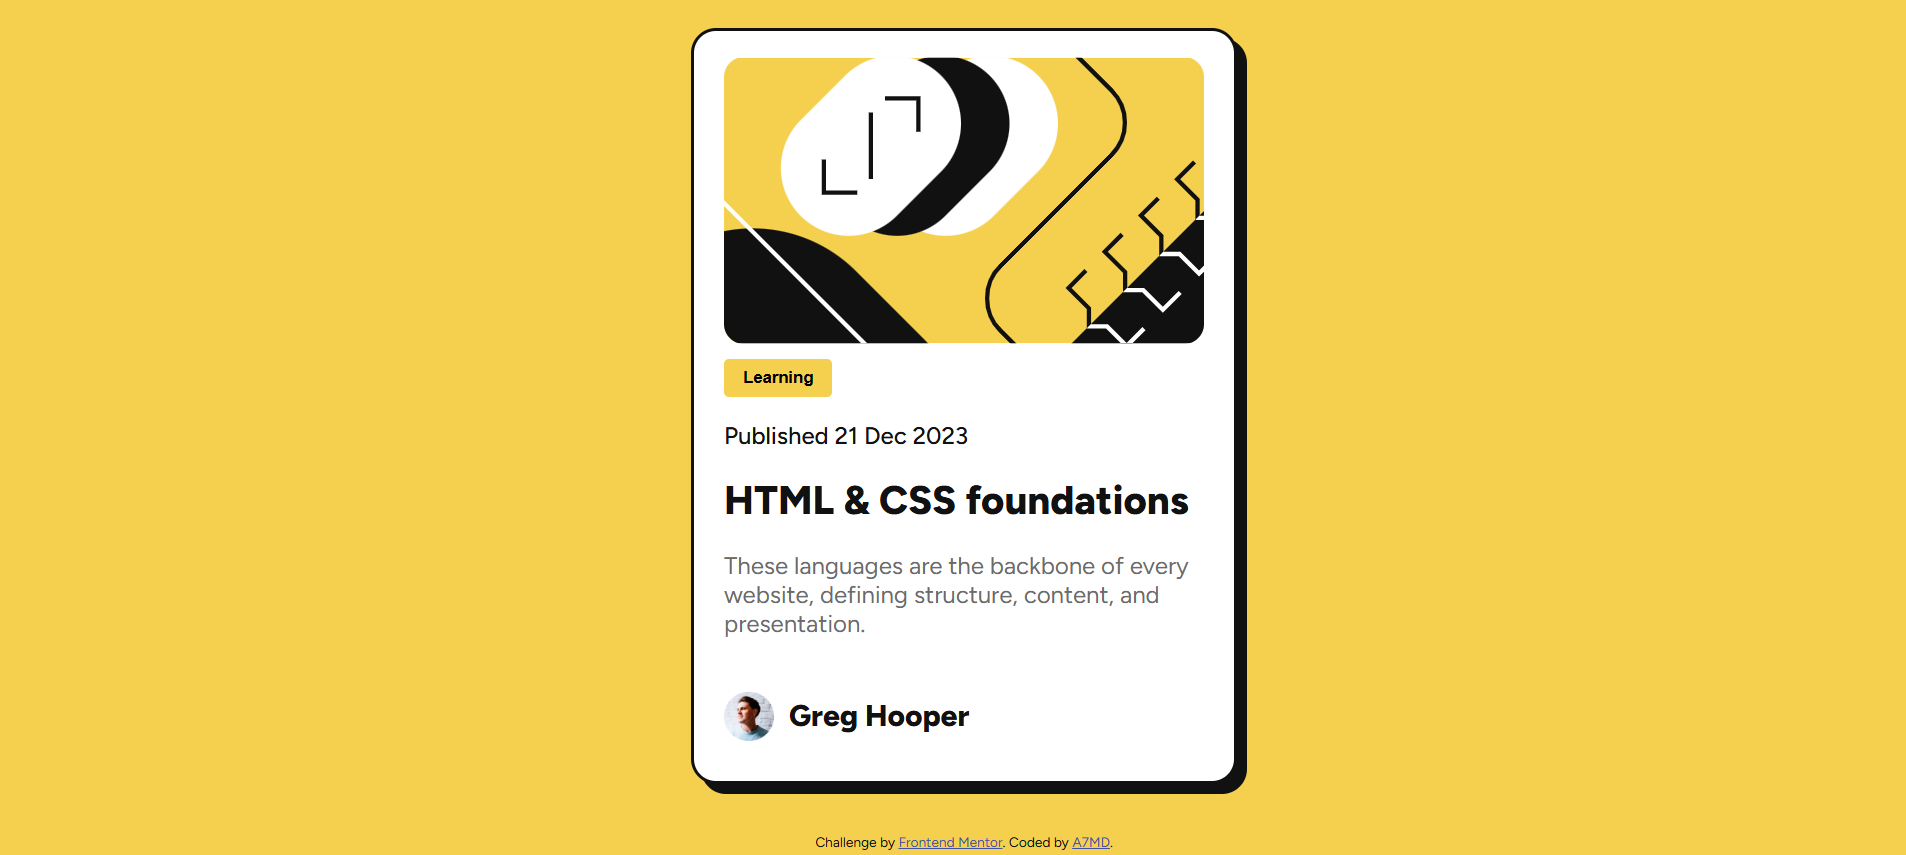 Learning
Published 21 Dec 2023
HTML & CSS foundations
These languages are the backbone of every
website, defining structure, content, and
presentation.
Greg Hooper
Challenge by Frontend Mentor. Coded by A7MD.